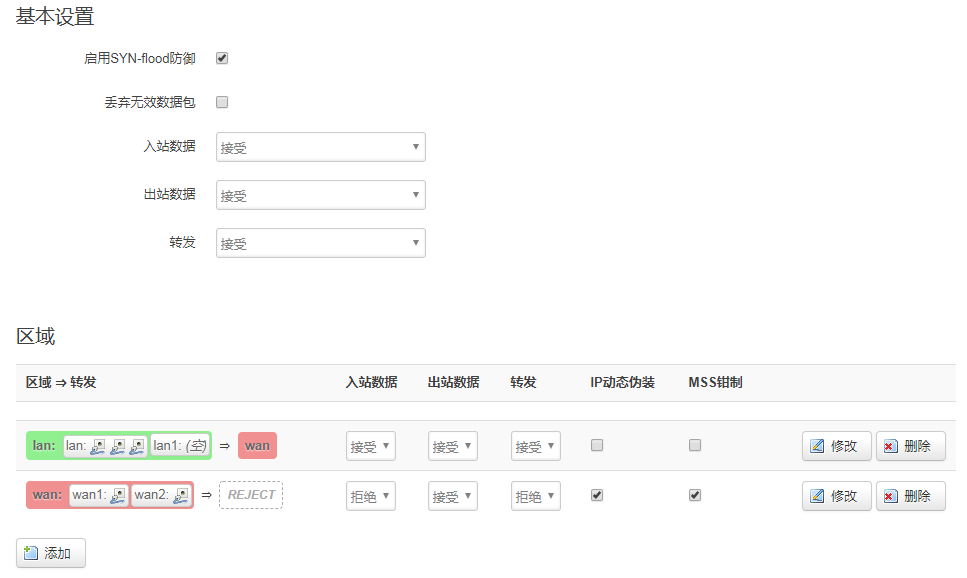 基本设置
启用SYN-flood防御
丢弃无效数据包
入站数据 接受
出站数据 接受
转发 接受
区域
区域 ⇒ 转发 入站数据 出站数据 转发 IP动态伪装 MSS钳制
lan: lan: lan1: (空) ⇒ wan 接受 接受 接受 修改 删除
wan: wan1: wan2: ⇒ REJECT 拒绝 接受 拒绝 修改 删除
添加